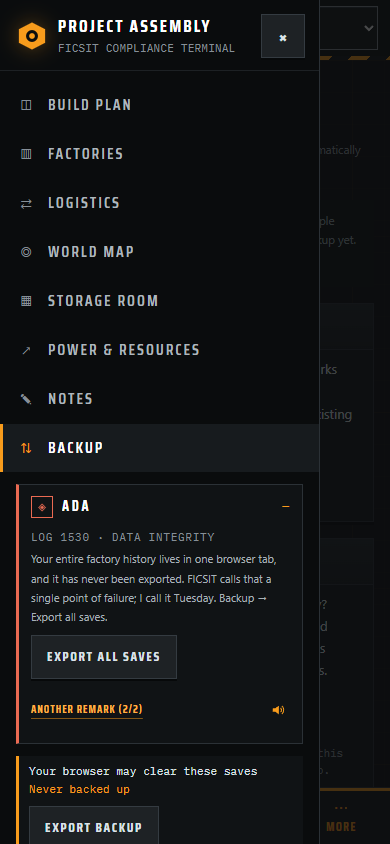 PROJECT ASSEMBLY
FICSIT COMPLIANCE TERMINAL
BUILD PLAN
FACTORIES
LOGISTICS
WORLD MAP
STORAGE ROOM
POWER & RESOURCES
NOTES
BACKUP
ADA
LOG 1530 · DATA INTEGRITY
Your entire factory history lives in one browser tab,
and it has never been exported. FICSIT calls that a
single point of failure; I call it Tuesday. Backup →
Export all saves.
EXPORT ALL SAVES
ANOTHER REMARK (2/2)
Your browser may clear these saves
Never backed up
EXPORT BACKUP
MORE